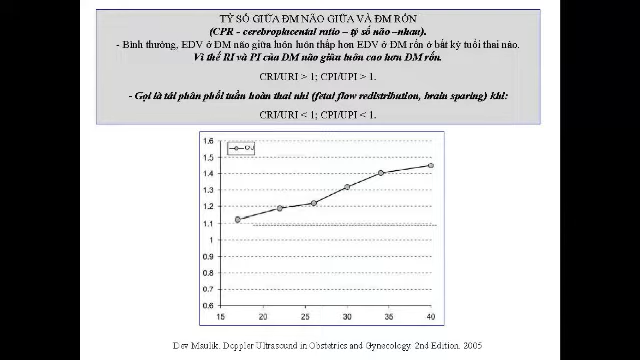 TỶ SỐ GIỮA ĐM NÃO GIỮA VÀ ĐM RỐN
(CPR - cerebroplacental ratio – tỷ số não –nhau).
- Bình thường, EDV ở ĐM não giữa luôn luôn thấp hơn EDV ở ĐM rốn ở bất kỳ tuổi thai nào.
Vì thế RI và PI của ĐM não giữa luôn cao hơn ĐM rốn.
CRI/URI > 1; CPI/UPI > 1.
- Gọi là tái phân phối tuần hoàn thai nhi (fetal flow redistribution, brain sparing) khi:
CRI/URI < 1; CPI/UPI < 1.
1.6
1.5
1.4
1.3
1.2
1.1
1
0.9
0.8
0.7
0.6
15 20 25 30 35 40
Dev Maulik. Doppler Ultrasound in Obstetrics and Gynecology. 2nd Edition. 2005